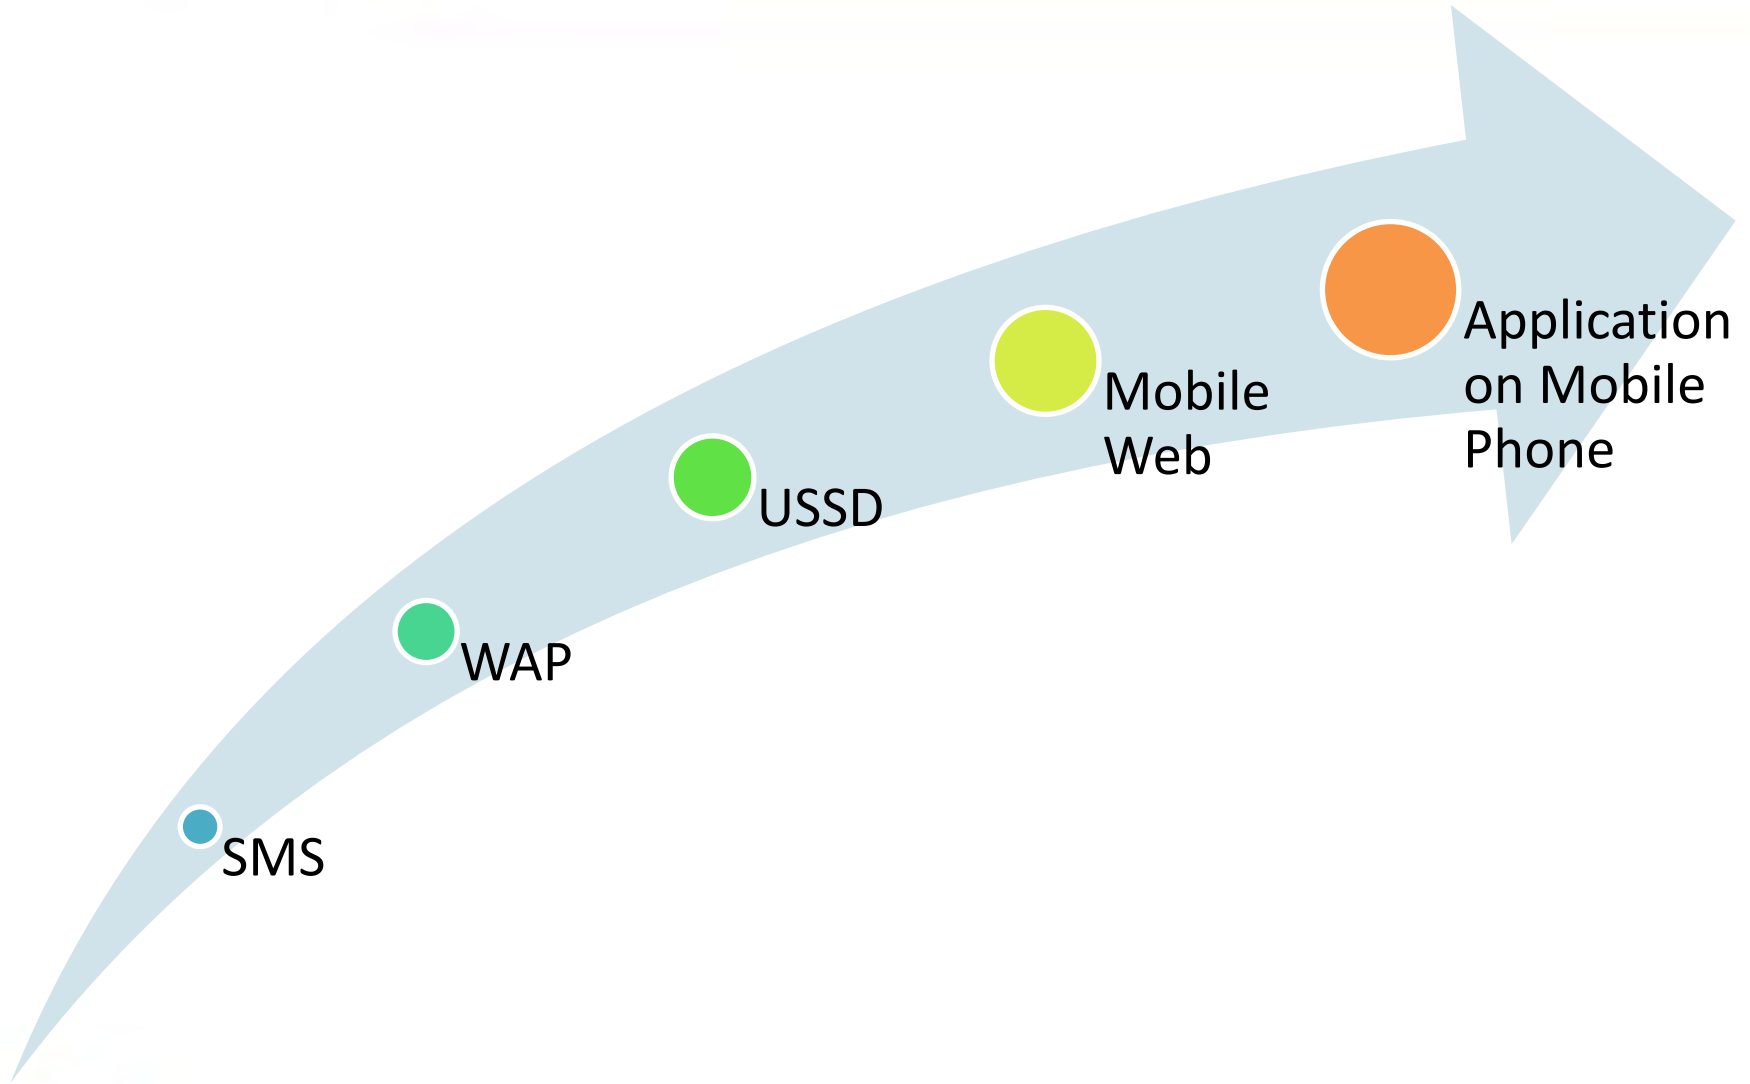 SMS
WAP
USSD
Mobile
Web
Application
on Mobile
Phone